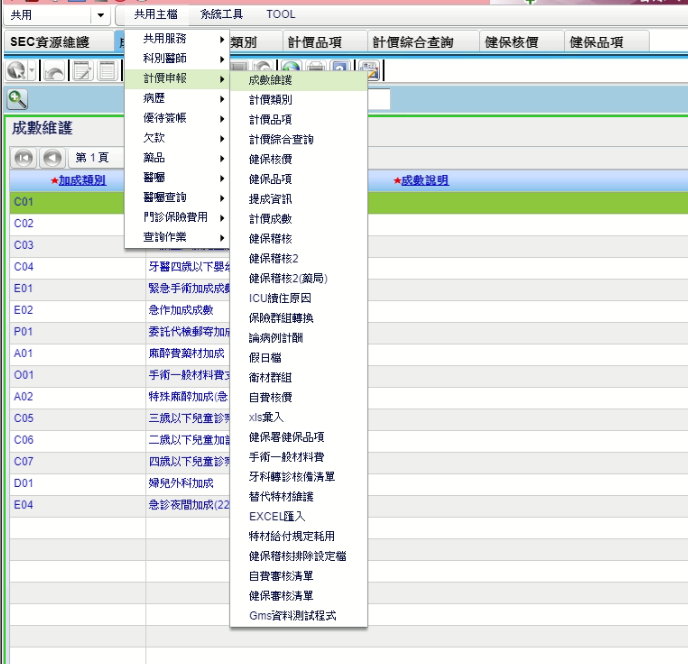 共用 共用主檔 系統工具 TOOL
SEC資源維護 類別 計價品項 計價綜合查詢 健保核價 健保品項
共用服務
科別醫師
計價申報
病歷
優待簽帳
欠款
藥品
醫囑
醫囑查詢
門診保險費用
查詢作業
成數維護
計價類別
計價品項
計價綜合查詢
健保核價
健保品項
提成資訊
計價成數
健保稽核
健保稽核2
健保稽核2(藥局)
ICU續住原因
保險群組轉換
論病例計酬
假日檔
衛材群組
自費核價
xls彙入
健保署健保品項
手術一般材料費
牙科轉診核備清單
替代特材維護
EXCEL匯入
特材給付規定耗用
健保稽核排除設定檔
自費審核清單
健保審核清單
Gms資料測試程式
成數維護
第1頁
★加成類別 ★成數說明
C01
C02
C03
C04 牙醫四歲以下嬰幼
E01 緊急手術加成成數
E02 急作加成成數
P01 委託代檢郵寄加成
A01 麻醉費藥材加成
O01 手術一般材料費支
A02 特殊麻醉加成(急
C05 三歲以下兒童診察
C06 二歲以下兒童加診
C07 四歲以下兒童診察
D01 婦兒外科加成
E04 急診夜間加成(22